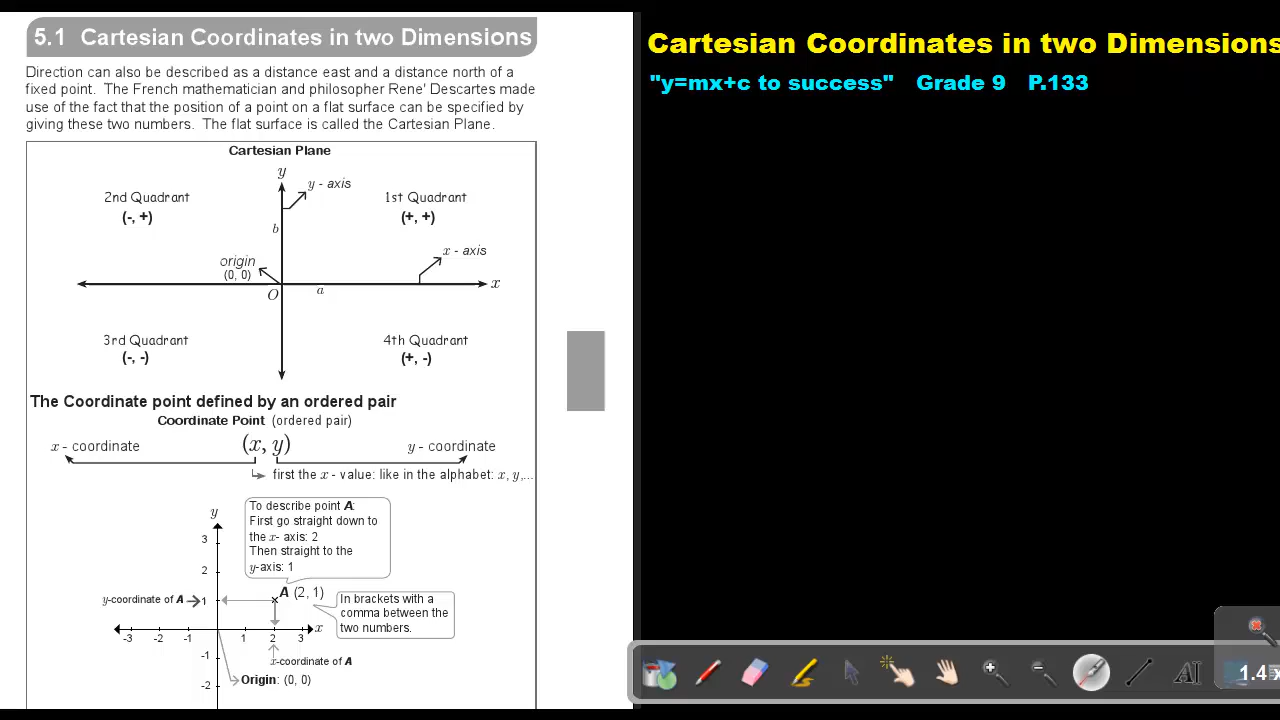 5.1 Cartesian Coordinates in two Dimensions
Direction can also be described as a distance east and a distance north of a
fixed point. The French mathematician and philosopher Rene' Descartes made
use of the fact that the position of a point on a flat surface can be specified by
giving these two numbers. The flat surface is called the Cartesian Plane.
Cartesian Plane
y
y - axis
2nd Quadrant
1st Quadrant
(-, +)
(+, +)
b
x - axis
origin
(0, 0)
x
O
a
3rd Quadrant
4th Quadrant
(-, -)
(+, -)
The Coordinate point defined by an ordered pair
Coordinate Point (ordered pair)
x - coordinate
(x, y)
y - coordinate
first the x - value: like in the alphabet: x, y,...
y
To describe point A:
First go straight down to
the x- axis: 2
Then straight to the
y-axis: 1
3
2
A (2, 1)
y-coordinate of A
1
In brackets with a
comma between the
two numbers.
x
-3 -2 -1 1 2 3
-1
x-coordinate of A
-2
Origin: (0, 0)
Cartesian Coordinates in two Dimensions
"y=mx+c to success" Grade 9 P.133
AI
1.4 x